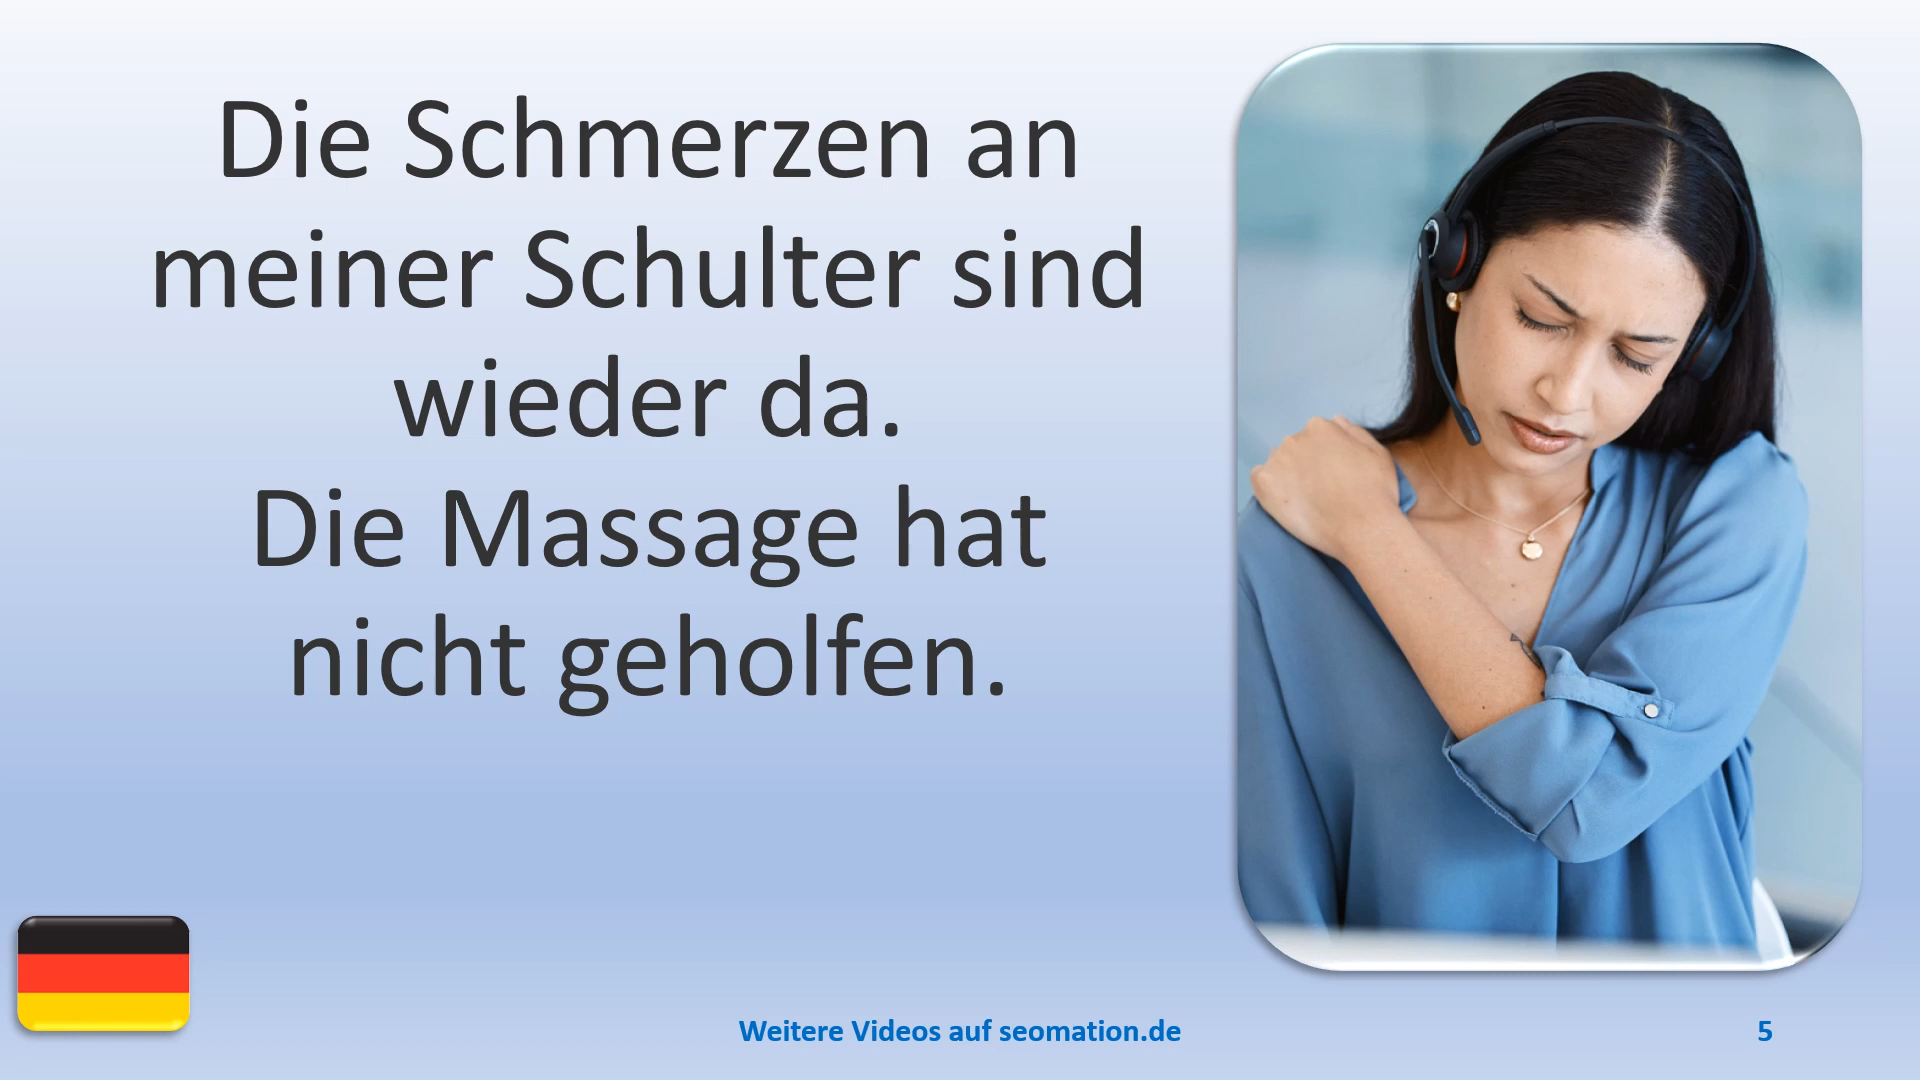 Die Schmerzen an
meiner Schulter sind
wieder da.
Die Massage hat
nicht geholfen.
Weitere Videos auf seomation.de
5